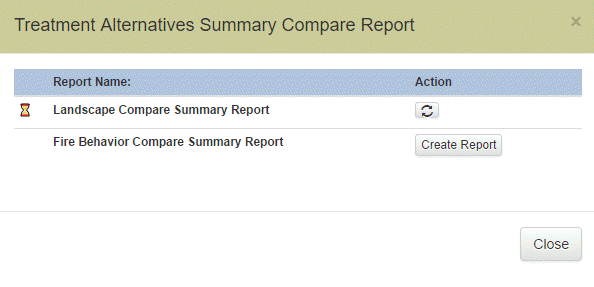 Treatment Alternatives Summary Compare Report ×
Report Name: Action
Landscape Compare Summary Report
Fire Behavior Compare Summary Report Create Report
Close